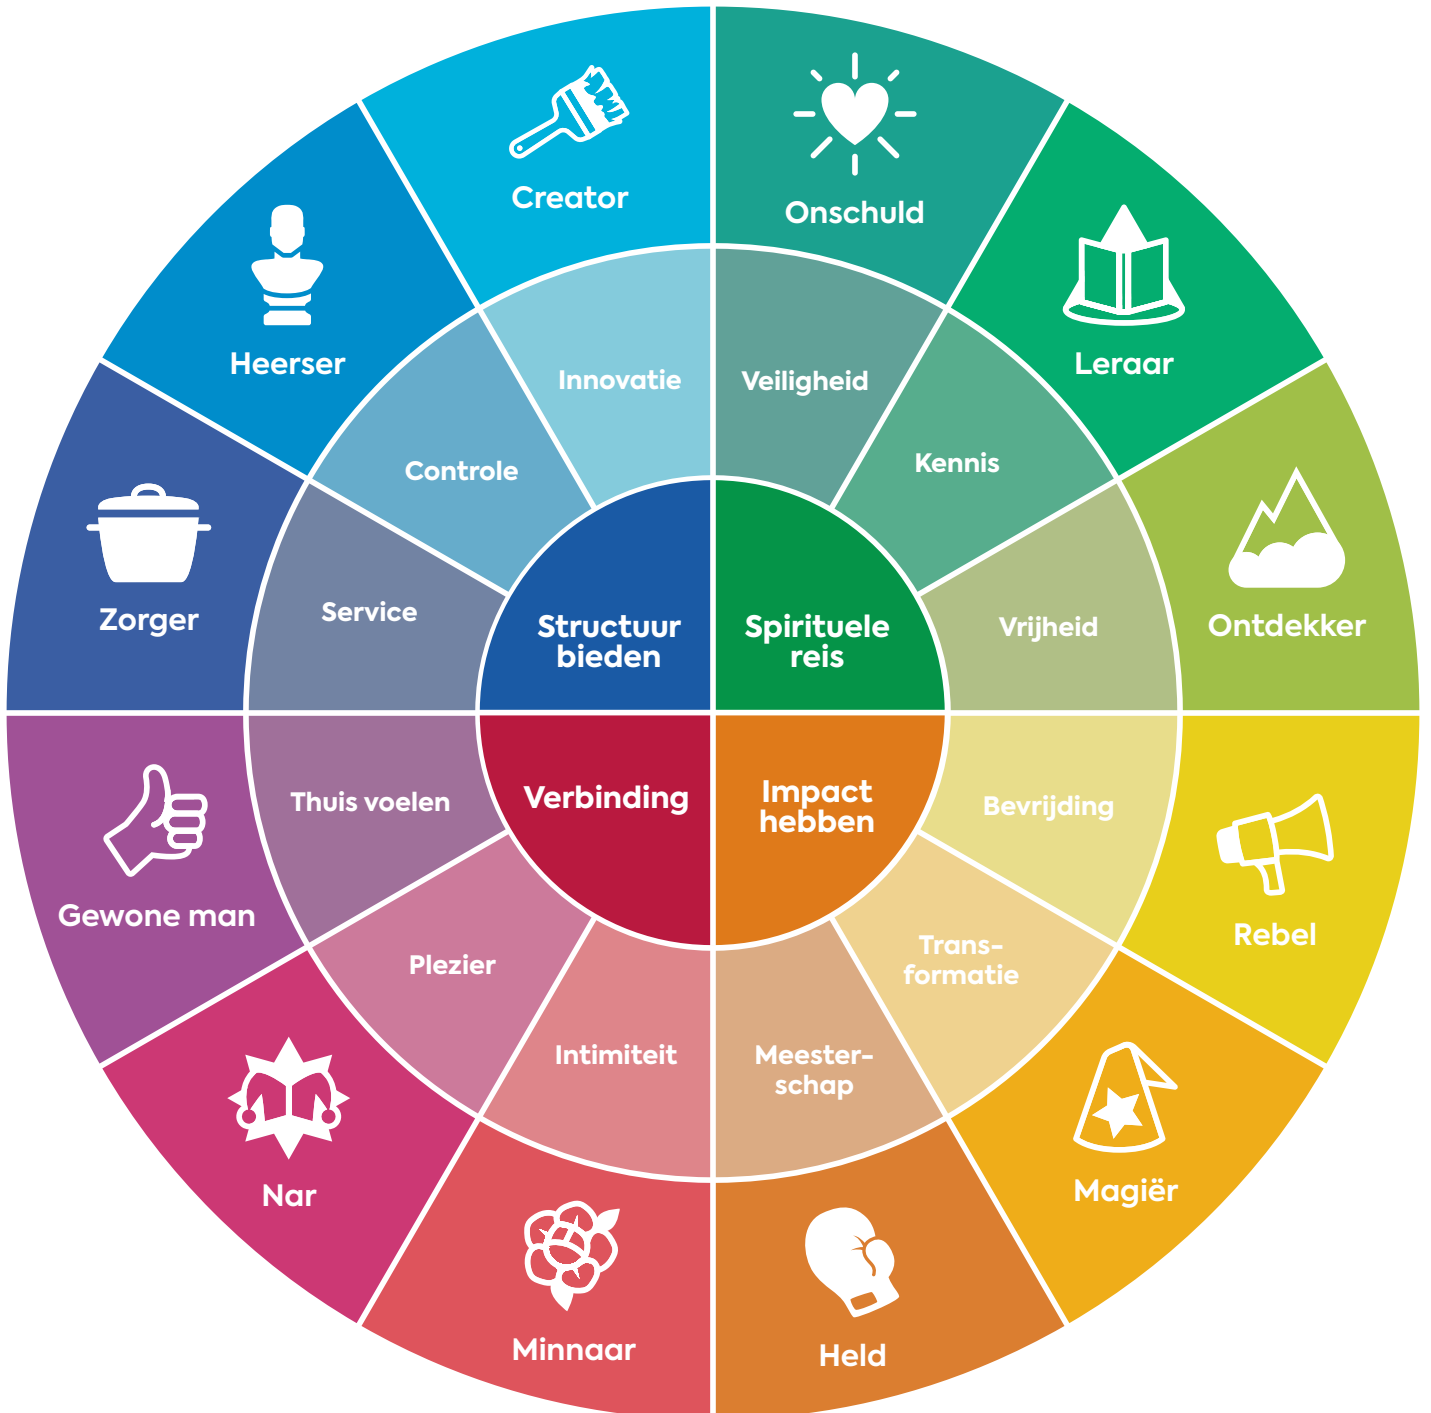 Creator
Onschuld
Heerser
Leraar
Innovatie
Veiligheid
Controle
Kennis
Zorger
Service
Structuur
bieden
Spirituele
reis
Vrijheid
Ontdekker
Gewone man
Thuis voelen
Verbinding
Impact
hebben
Bevrijding
Rebel
Plezier
Trans-
formatie
Nar
Intimiteit
Meester-
schap
Magiër
Minnaar
Held